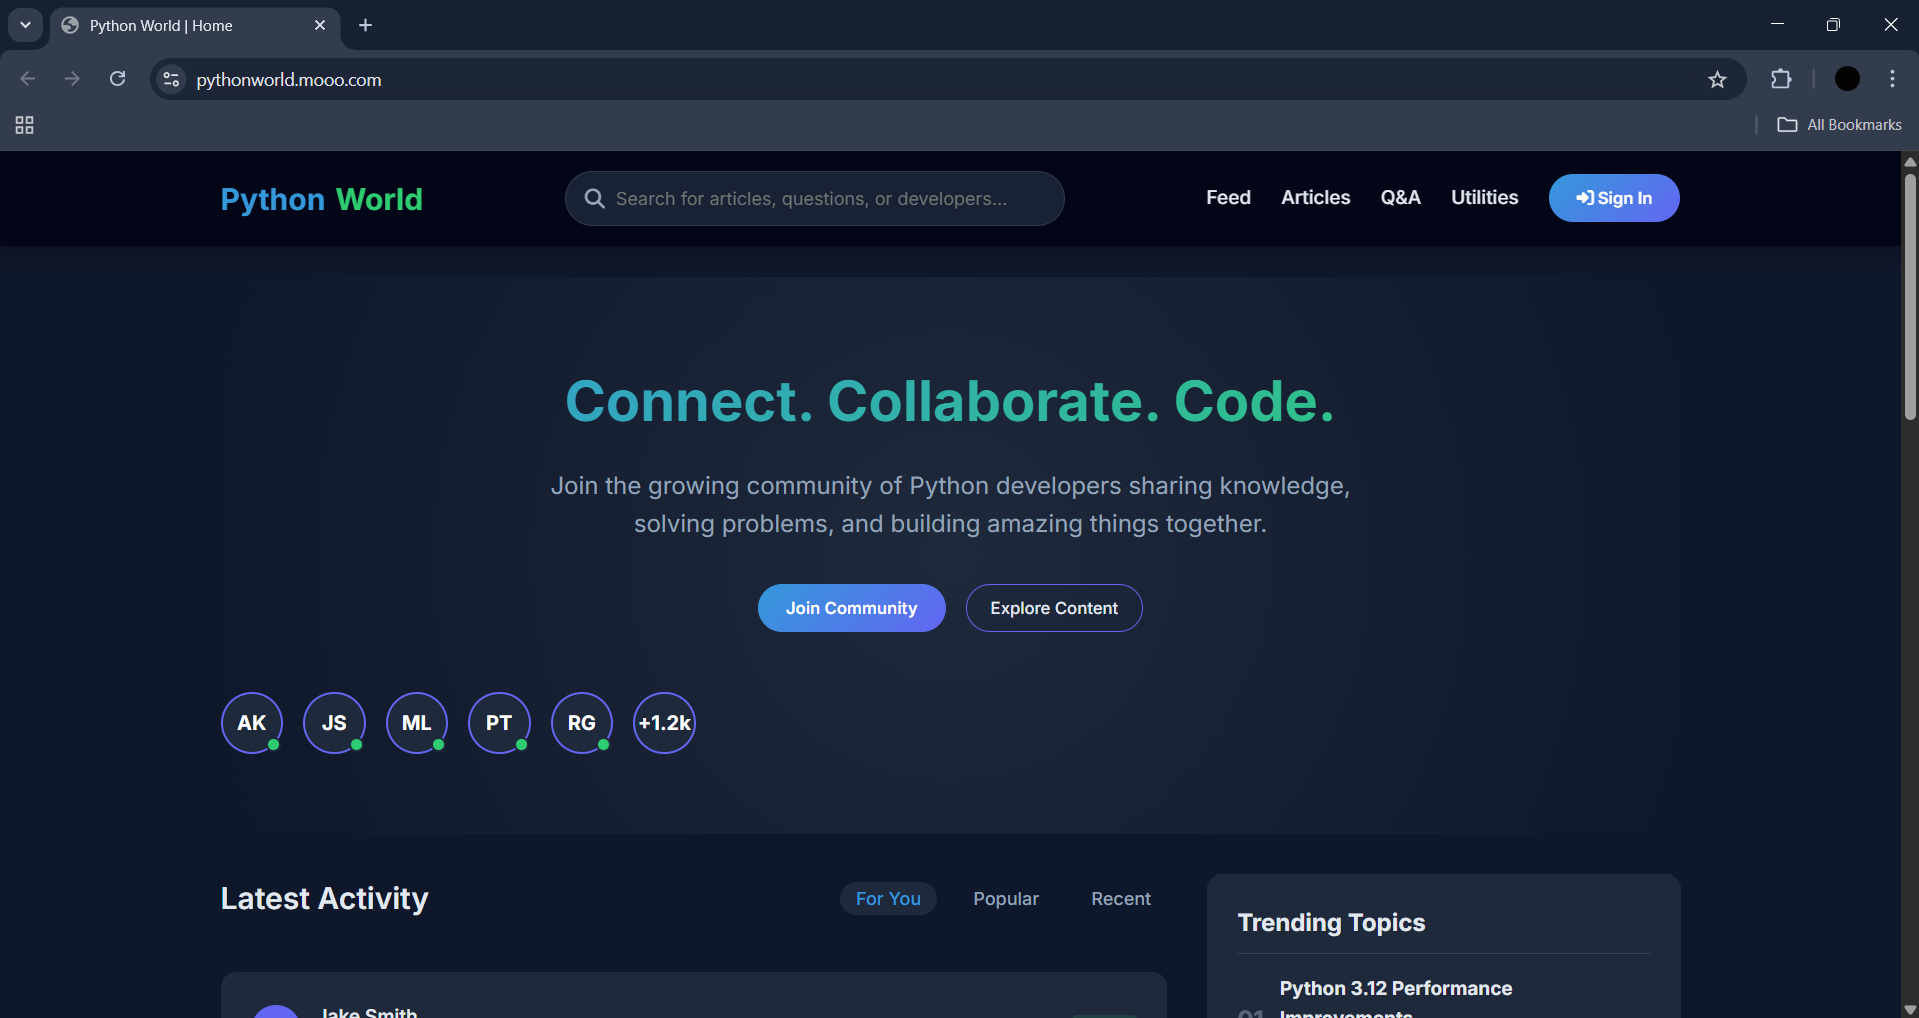 Python World | Home
pythonworld.mooo.com
All Bookmarks
Python World
Search for articles, questions, or developers...
Feed Articles Q&A Utilities Sign In
Connect. Collaborate. Code.
Join the growing community of Python developers sharing knowledge,
solving problems, and building amazing things together.
Join Community Explore Content
AK JS ML PT RG +1.2k
Latest Activity
For You Popular Recent
Jake Smith
Trending Topics
01
Python 3.12 Performance
Improvements